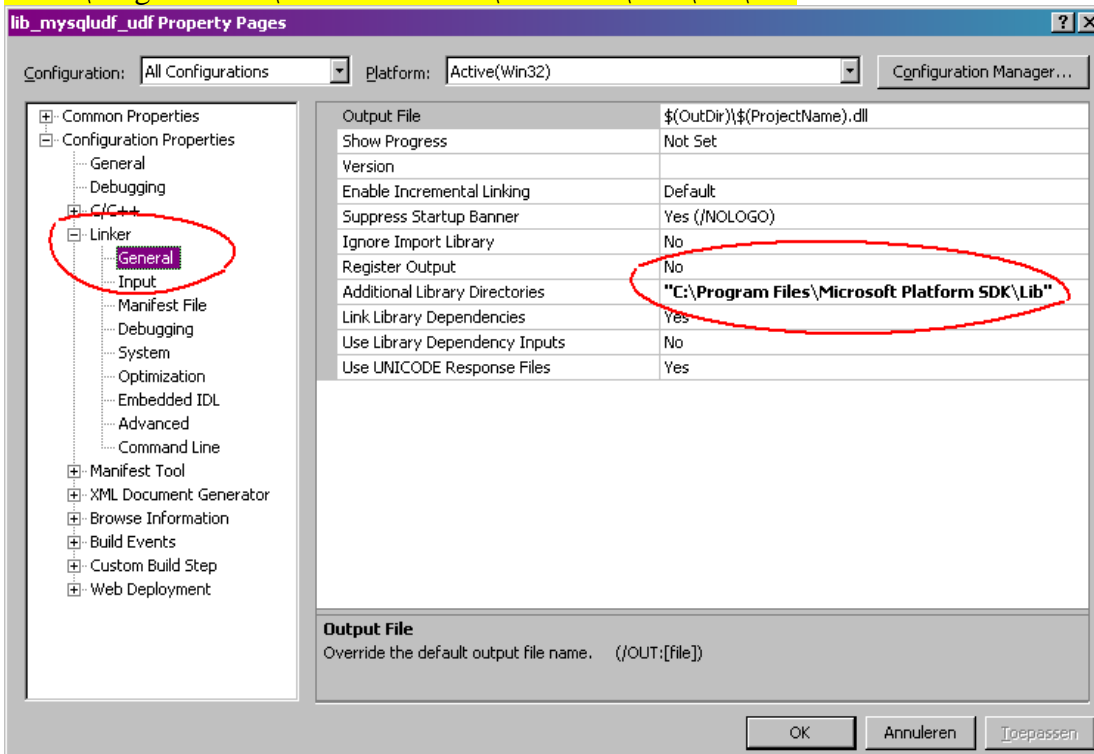 lib_mysqludf_udf Property Pages
Configuration: All Configurations Platform: Active(Win32) Configuration Manager...
Common Properties
Configuration Properties
General
Debugging
C/C++
Linker
General
Input
Manifest File
Debugging
System
Optimization
Embedded IDL
Advanced
Command Line
Manifest Tool
XML Document Generator
Browse Information
Build Events
Custom Build Step
Web Deployment
Output File $(OutDir)\$(ProjectName).dll
Show Progress Not Set
Version
Enable Incremental Linking Default
Suppress Startup Banner Yes (/NOLOGO)
Ignore Import Library No
Register Output No
Additional Library Directories "C:\Program Files\Microsoft Platform SDK\Lib"
Link Library Dependencies Yes
Use Library Dependency Inputs No
Use UNICODE Response Files Yes
Output File
Override the default output file name. (/OUT:[file])
OK Annuleren Toepassen